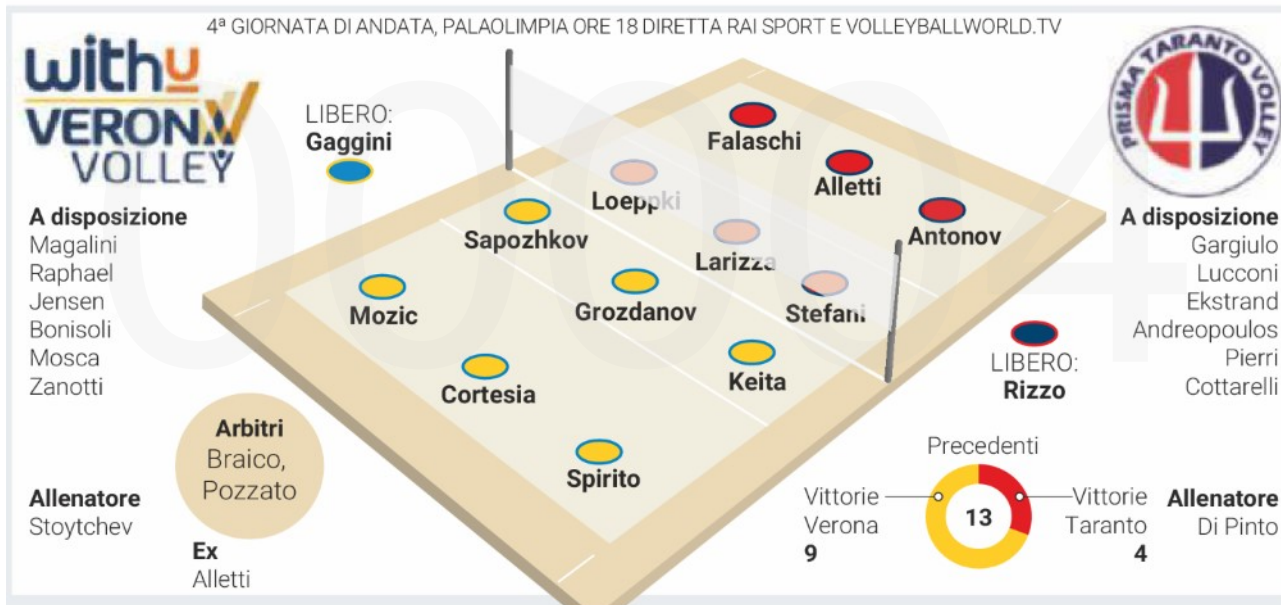 4ª GIORNATA DI ANDATA, PALAOLIMPIA ORE 18 DIRETTA RAI SPORT E VOLLEYBALLWORLD.TV
withu
VERONA
VOLLEY
PRISMA TARANTO VOLLEY
LIBERO:
Gaggini
A disposizione
Magalini
Raphael
Jensen
Bonisoli
Mosca
Zanotti
Falaschi
Alletti
Antonov
Loeppki
Larizza
Stefani
Sapozhkov
Grozdanov
Keita
Mozic
Cortesia
Spirito
A disposizione
Gargiulo
Lucconi
Ekstrand
Andreopoulos
Pierri
Cottarelli
LIBERO:
Rizzo
Arbitri
Braico,
Pozzato
Allenatore
Stoytchev
Ex
Alletti
Precedenti
13
Vittorie
Verona
9
Vittorie
Taranto
4
Allenatore
Di Pinto
00004